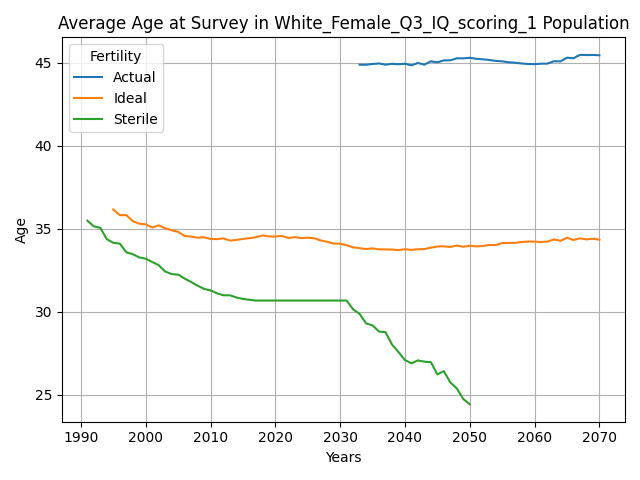 Average Age at Survey in White_Female_Q3_IQ_scoring_1 Population
Fertility
Actual
Ideal
Sterile
45
40
35
30
25
Age
1990 2000 2010 2020 2030 2040 2050 2060 2070
Years